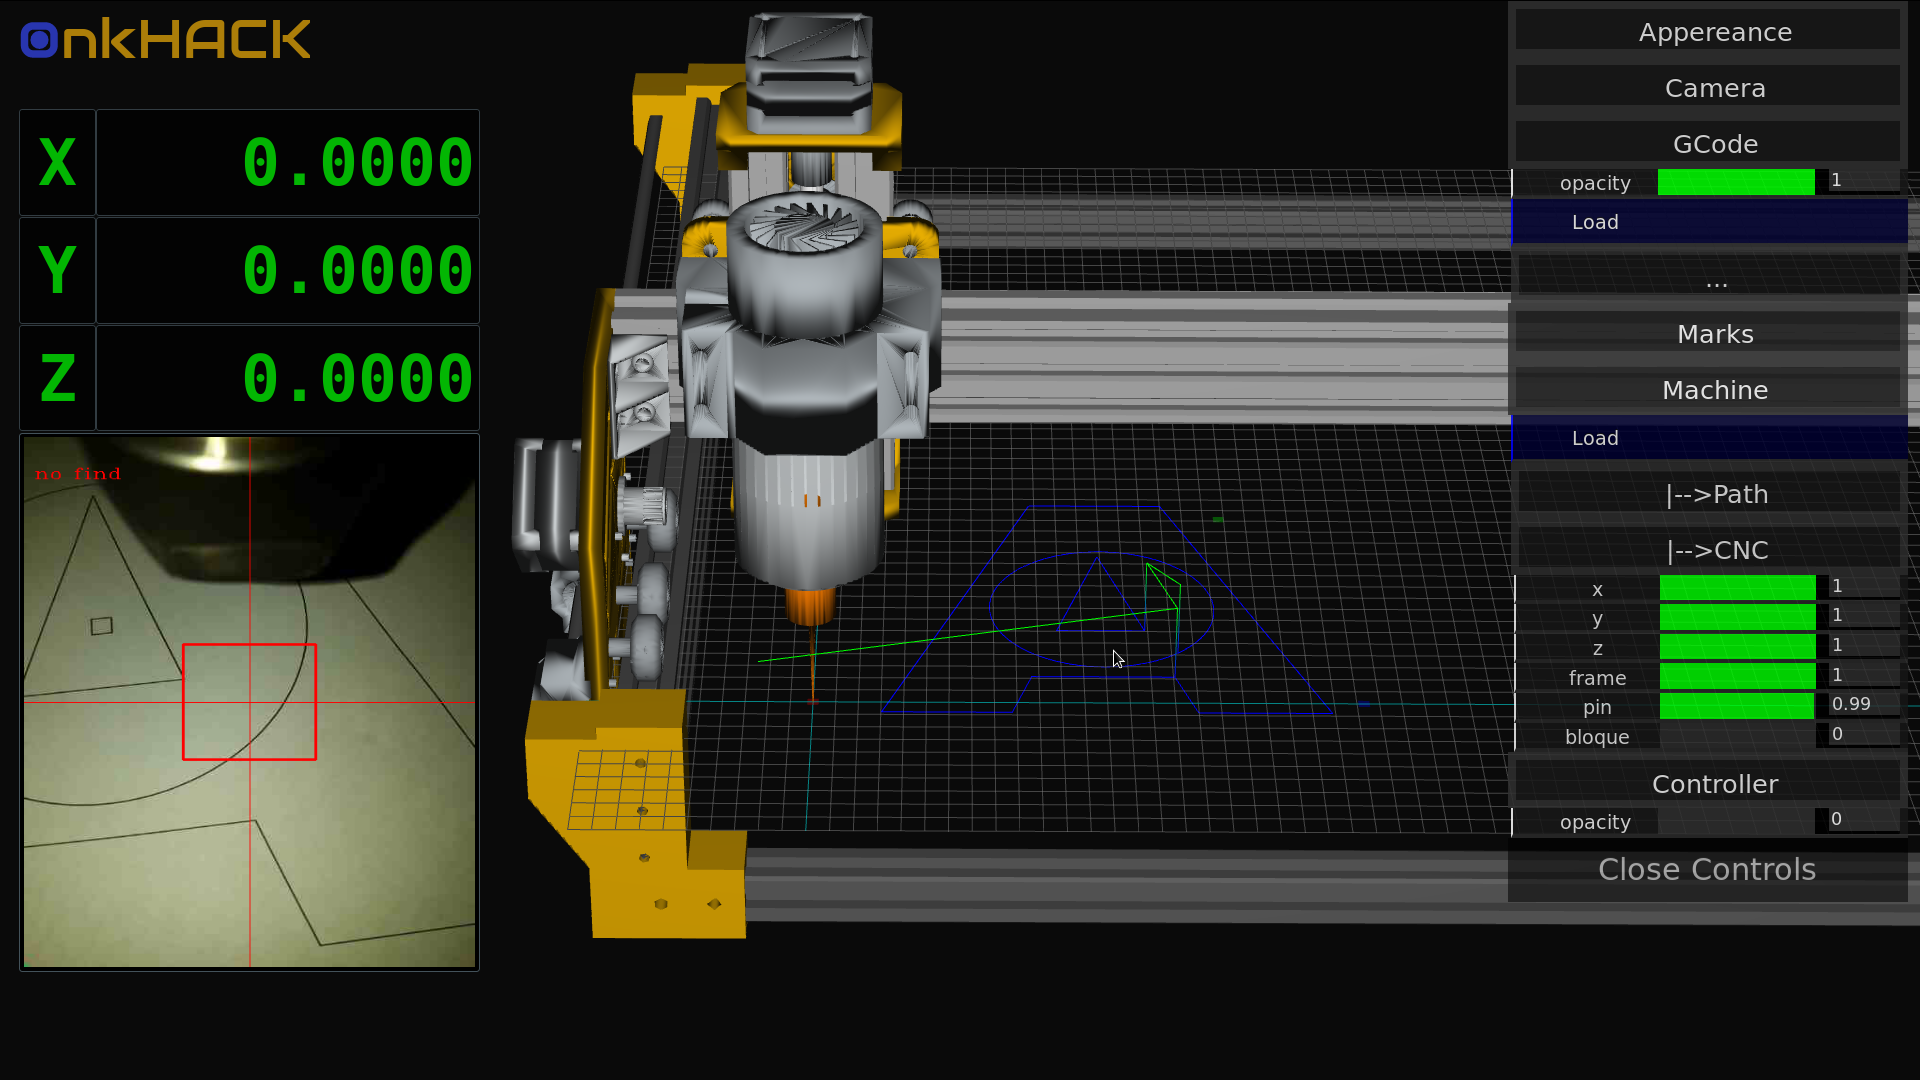 OnkHACK
X 0.0000
Y 0.0000
Z 0.0000
no find
Appereance
Camera
GCode
opacity 1
Load
...
Marks
Machine
Load
|-->Path
|-->CNC
x 1
y 1
z 1
frame 1
pin 0.99
bloque 0
Controller
opacity 0
Close Controls